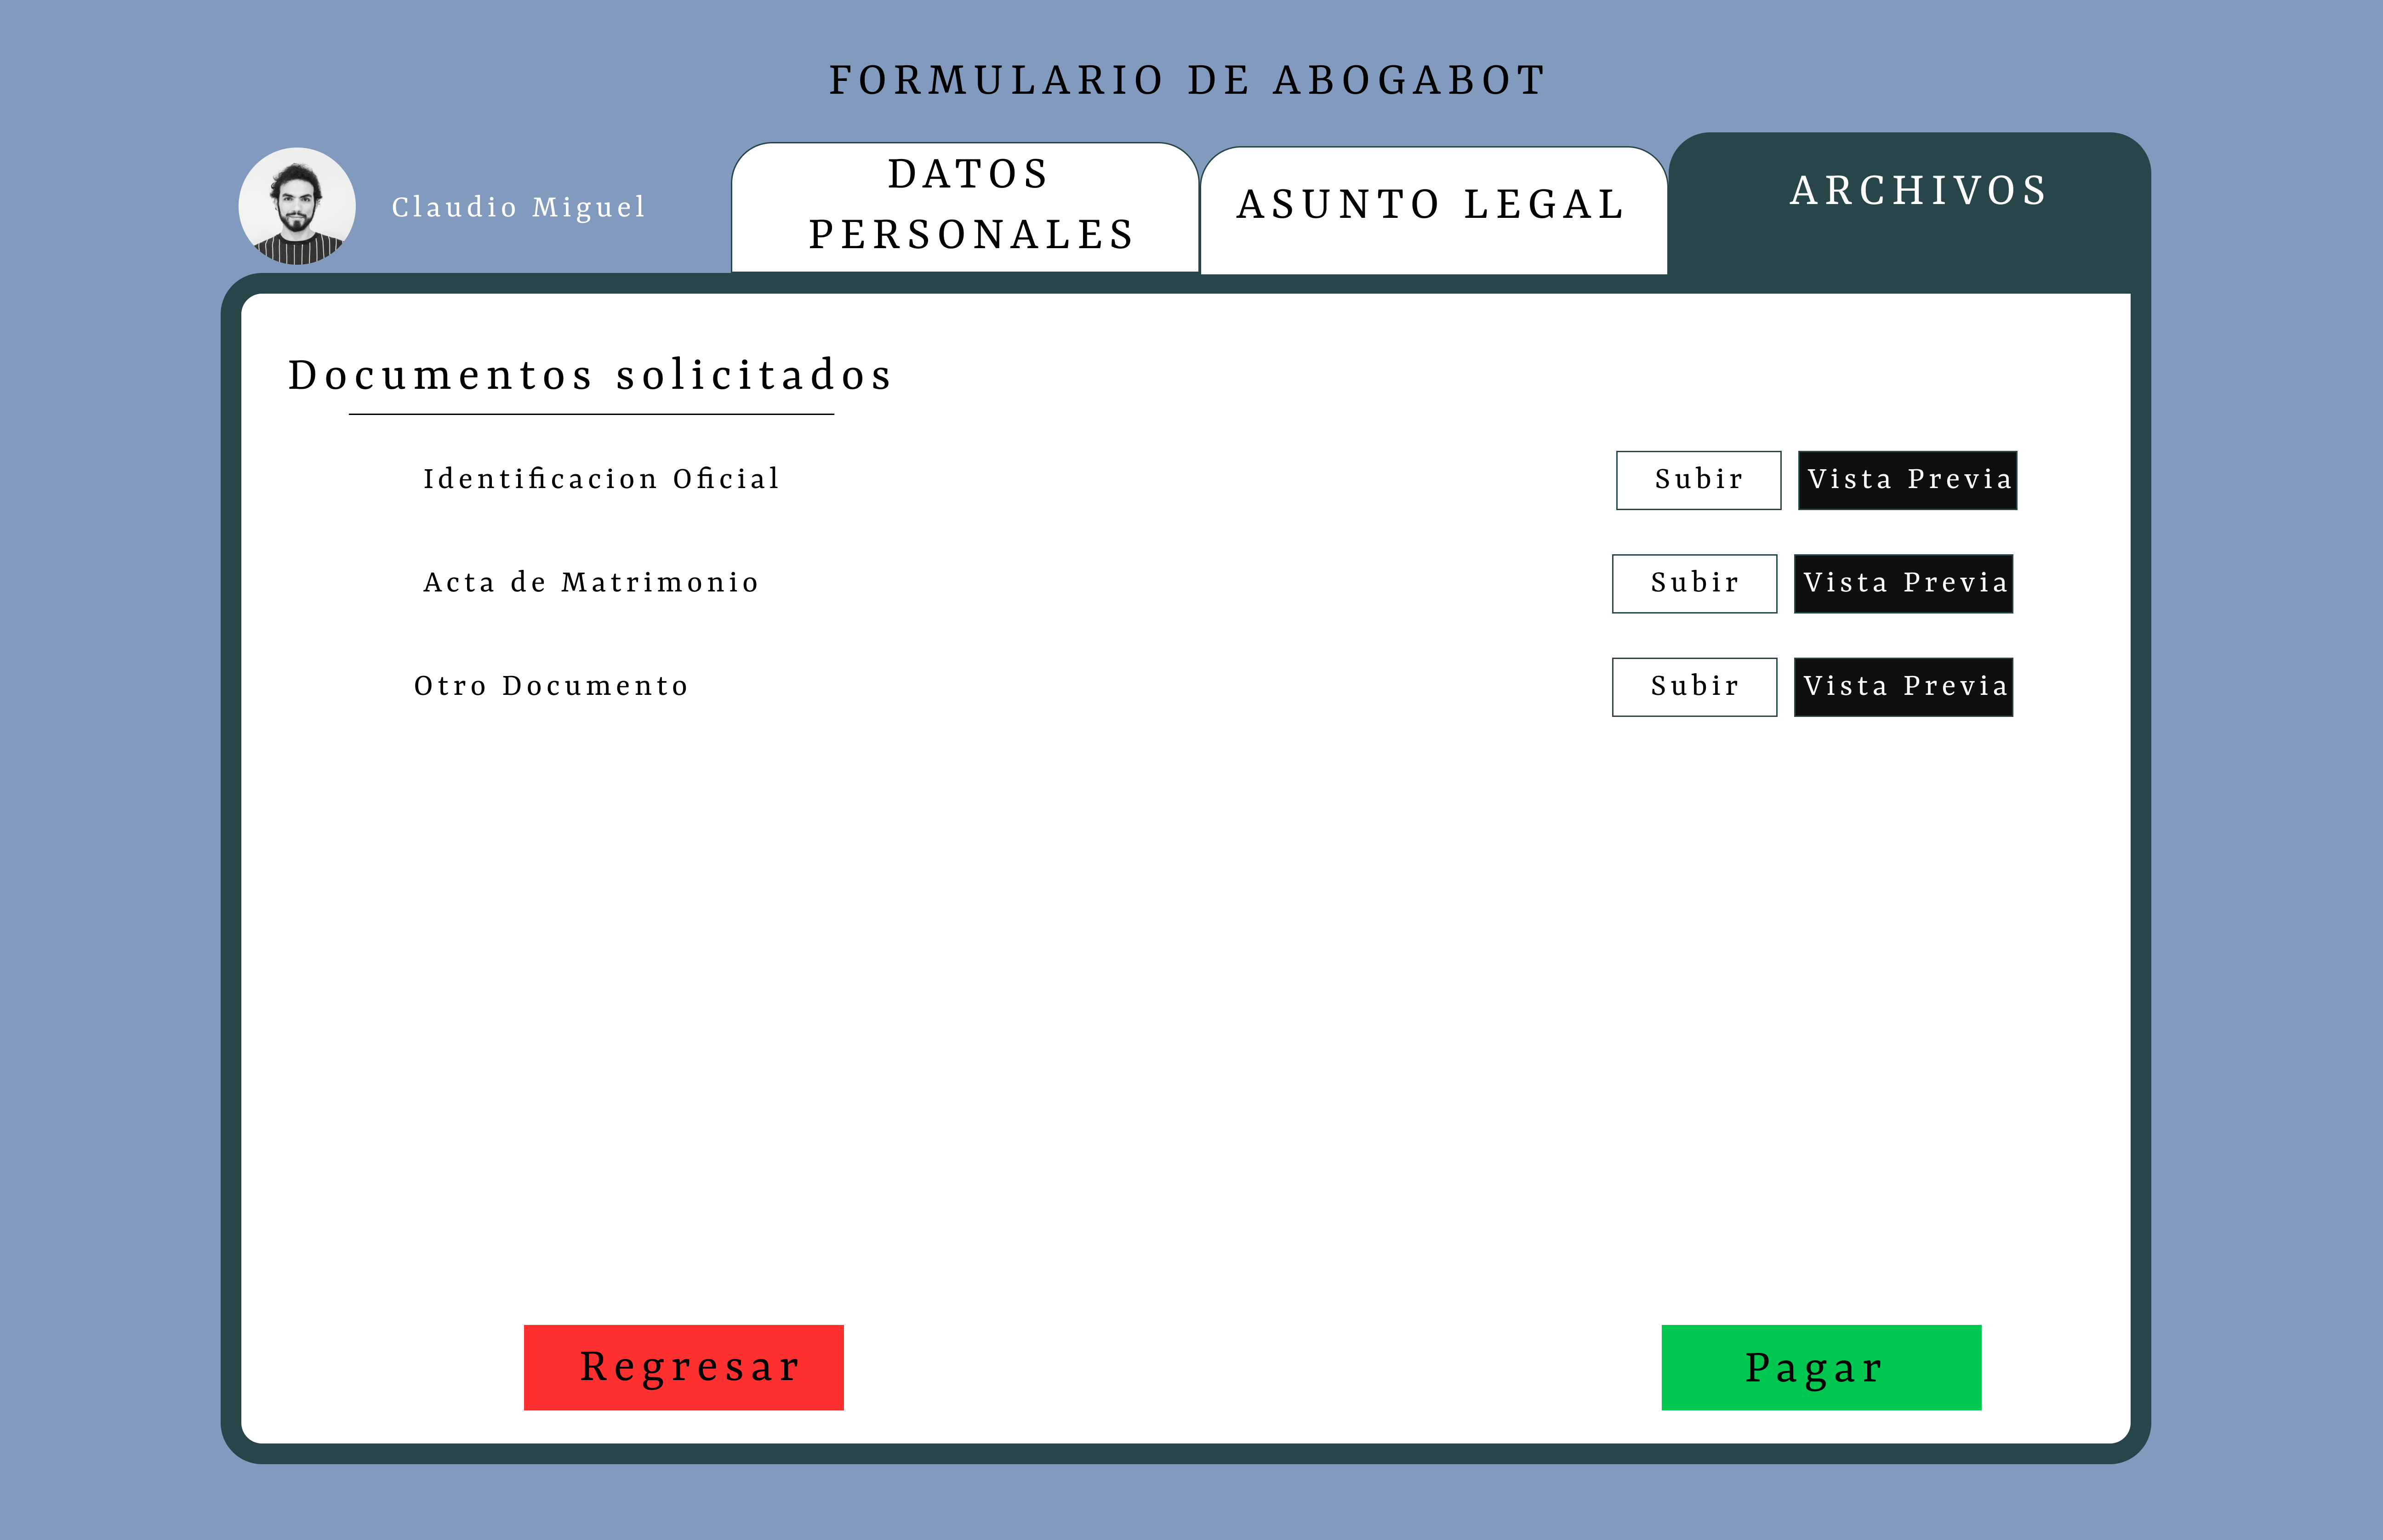 FORMULARIO DE ABOGABOT
Claudio Miguel
DATOS
PERSONALES
ASUNTO LEGAL
ARCHIVOS
Documentos solicitados
Identificacion Oficial
Subir
Vista Previa
Acta de Matrimonio
Subir
Vista Previa
Otro Documento
Subir
Vista Previa
Regresar
Pagar